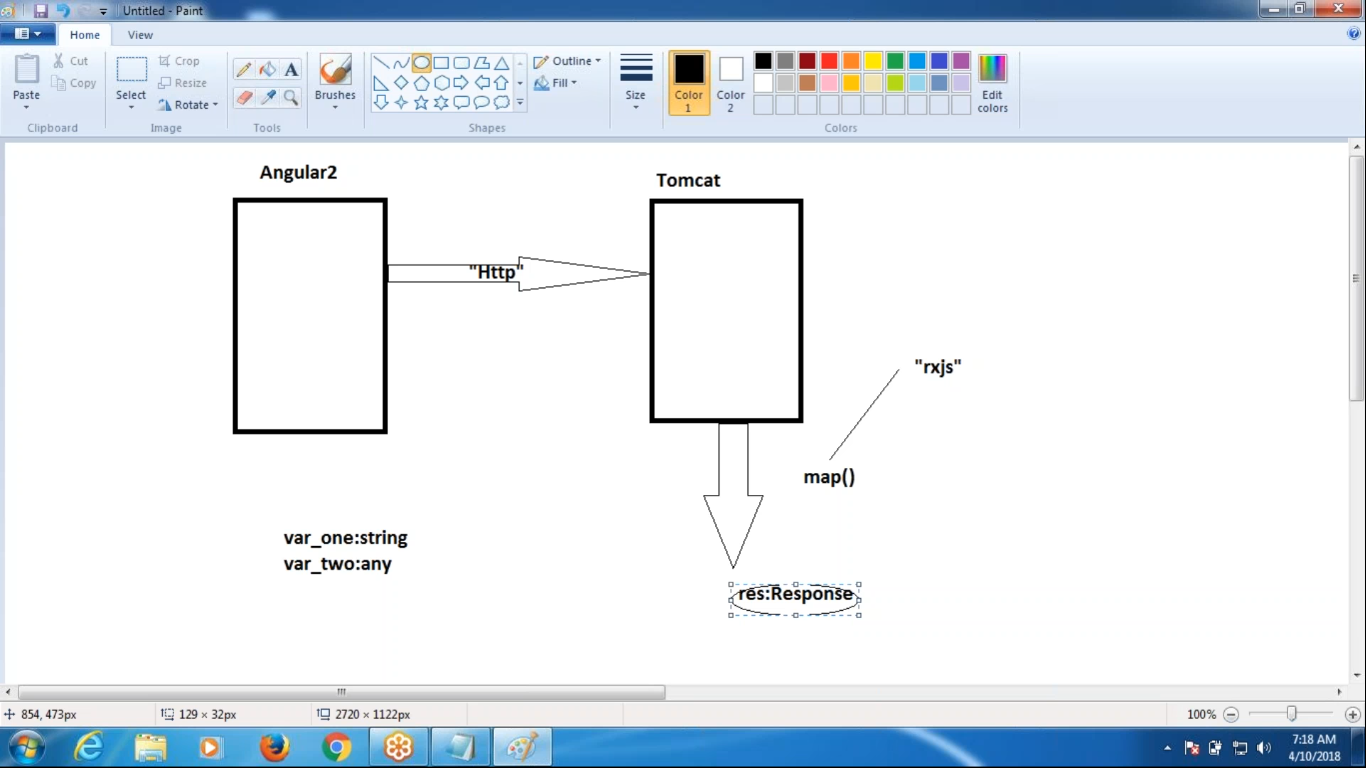 Untitled - Paint
Home
View
Paste
Cut
Copy
Clipboard
Select
Crop
Resize
Rotate
Image
A
Tools
Brushes
Outline
Fill
Shapes
Size
Color 1
Color 2
Edit colors
Colors
Angular2
Tomcat
"Http"
"rxjs"
map()
var_one:string
var_two:any
res:Response
854, 473px
129 × 32px
2720 × 1122px
100%
7:18 AM
4/10/2018